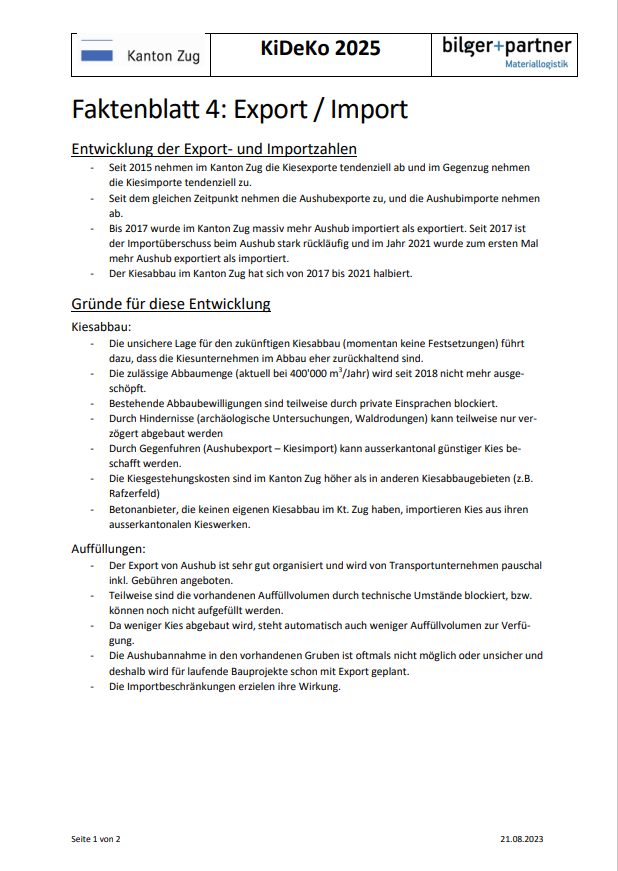 Kanton Zug
KiDeKo 2025
bilger+partner
Materiallogistik
Faktenblatt 4: Export / Import
Entwicklung der Export- und Importzahlen
- Seit 2015 nehmen im Kanton Zug die Kiesexporte tendenziell ab und im Gegenzug nehmen
die Kiesimporte tendenziell zu.
- Seit dem gleichen Zeitpunkt nehmen die Aushubexporte zu, und die Aushubimporte nehmen
ab.
- Bis 2017 wurde im Kanton Zug massiv mehr Aushub importiert als exportiert. Seit 2017 ist
der Importüberschuss beim Aushub stark rückläufig und im Jahr 2021 wurde zum ersten Mal
mehr Aushub exportiert als importiert.
- Der Kiesabbau im Kanton Zug hat sich von 2017 bis 2021 halbiert.
Gründe für diese Entwicklung
Kiesabbau:
- Die unsichere Lage für den zukünftigen Kiesabbau (momentan keine Festsetzungen) führt
dazu, dass die Kiesunternehmen im Abbau eher zurückhaltend sind.
- Die zulässige Abbaumenge (aktuell bei 400'000 m³/Jahr) wird seit 2018 nicht mehr ausge-
schöpft.
- Bestehende Abbaubewilligungen sind teilweise durch private Einsprachen blockiert.
- Durch Hindernisse (archäologische Untersuchungen, Waldrodungen) kann teilweise nur ver-
zögert abgebaut werden
- Durch Gegenfuhren (Aushubexport – Kiesimport) kann ausserkantonal günstiger Kies be-
schafft werden.
- Die Kiesgestehungskosten sind im Kanton Zug höher als in anderen Kiesabbaugebieten (z.B.
Rafzerfeld)
- Betonanbieter, die keinen eigenen Kiesabbau im Kt. Zug haben, importieren Kies aus ihren
ausserkantonalen Kieswerken.
Auffüllungen:
- Der Export von Aushub ist sehr gut organisiert und wird von Transportunternehmen pauschal
inkl. Gebühren angeboten.
- Teilweise sind die vorhandenen Auffüllvolumen durch technische Umstände blockiert, bzw.
können noch nicht aufgefüllt werden.
- Da weniger Kies abgebaut wird, steht automatisch auch weniger Auffüllvolumen zur Verfü-
gung.
- Die Aushubannahme in den vorhandenen Gruben ist oftmals nicht möglich oder unsicher und
deshalb wird für laufende Bauprojekte schon mit Export geplant.
- Die Importbeschränkungen erzielen ihre Wirkung.
Seite 1 von 2
21.08.2023